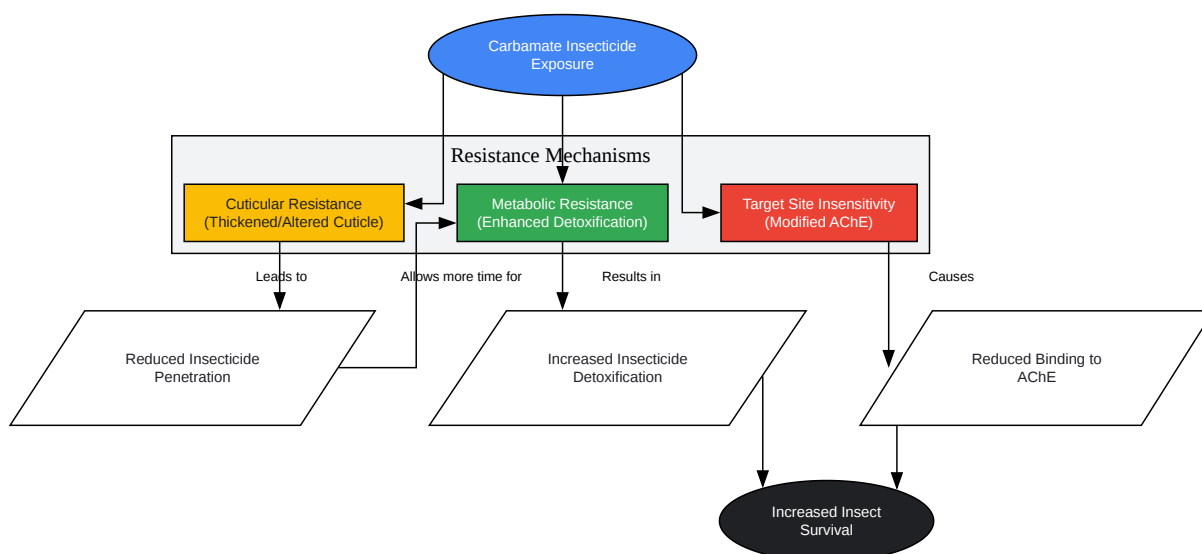 Carbamate Insecticide
Exposure
Resistance Mechanisms
Cuticular Resistance
(Thickened/Altered Cuticle)
Metabolic Resistance
(Enhanced Detoxification)
Target Site Insensitivity
(Modified AChE)
Leads to
Allows more time for
Results in
Causes
Reduced Insecticide
Penetration
Increased Insecticide
Detoxification
Reduced Binding to
AChE
Increased Insect
Survival